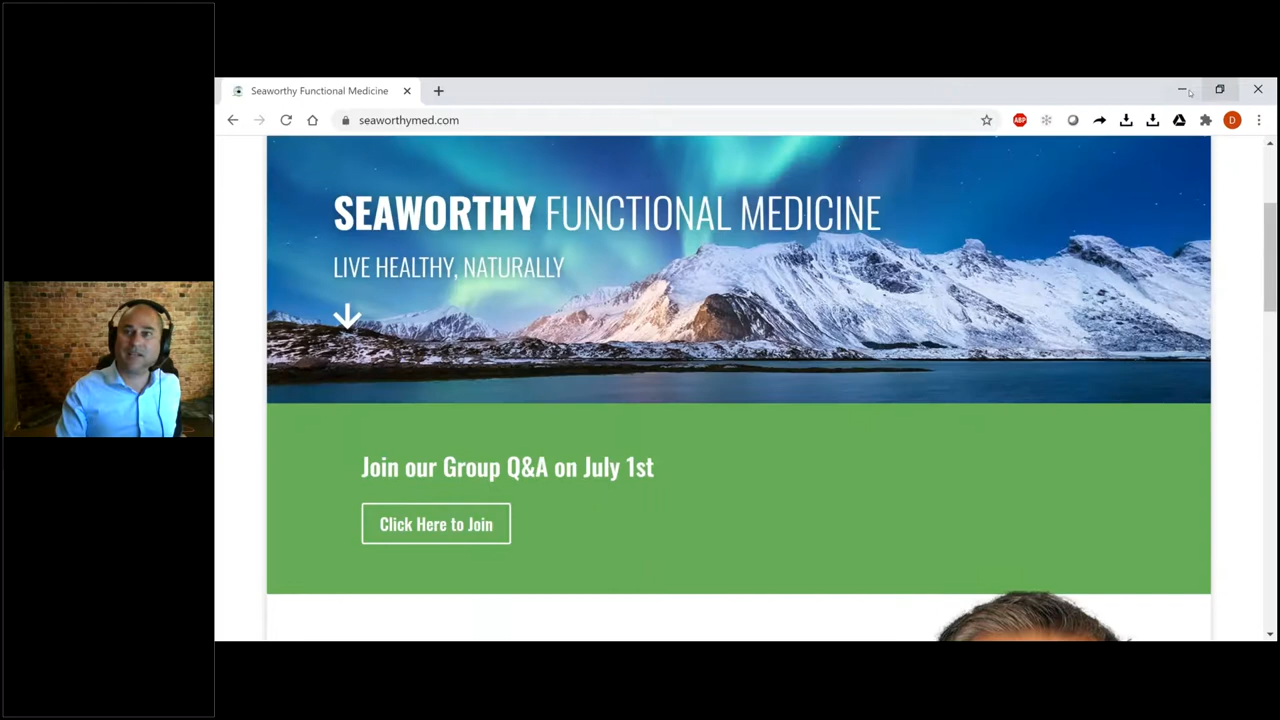 Seaworthy Functional Medicine
seaworthymed.com
ABP
D
SEAWORTHY FUNCTIONAL MEDICINE
LIVE HEALTHY, NATURALLY
Join our Group Q&A on July 1st
Click Here to Join